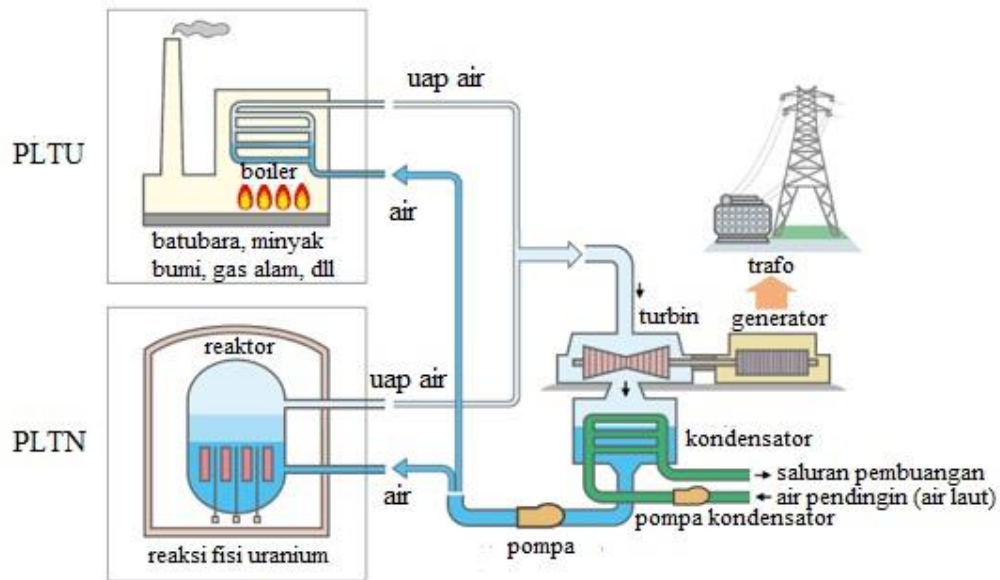 PLTU
uap air
boiler
air
batubara, minyak
bumi, gas alam, dll
trafo
turbin
generator
PLTN
reaktor
uap air
air
reaksi fisi uranium
kondensator
saluran pembuangan
air pendingin (air laut)
pompa kondensator
pompa